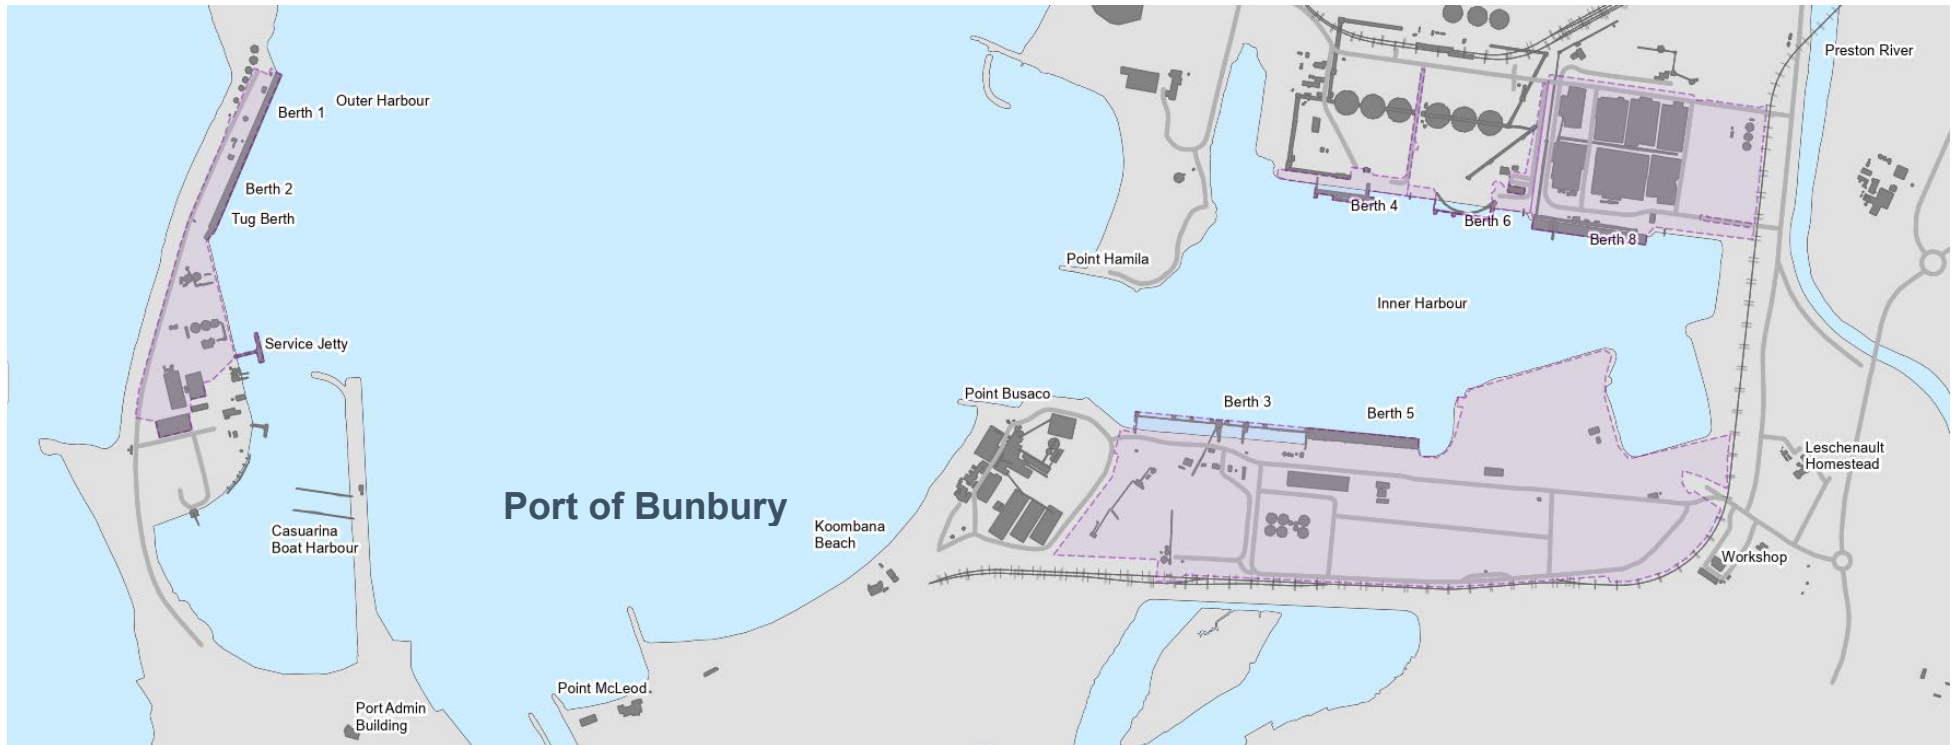 Preston River
Berth 1
Outer Harbour
Berth 2
Berth 4
Tug Berth
Berth 6
Berth 8
Point Hamila
Inner Harbour
Service Jetty
Point Busaco
Berth 3
Berth 5
Leschenault
Homestead
Port of Bunbury
Koombana
Beach
Casuarina
Boat Harbour
Workshop
Point McLeod
Port Admin
Building